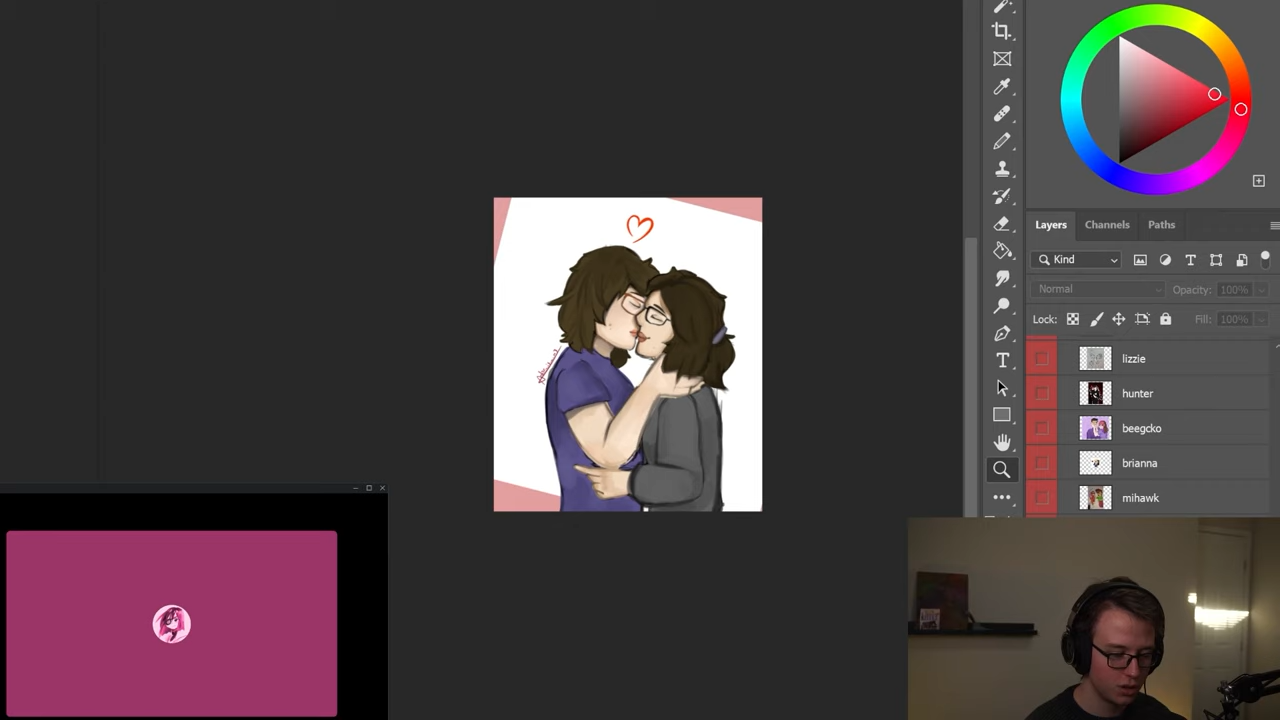 Layers Channels Paths
Kind
Normal Opacity: 100%
Lock: Fill: 100%
lizzie
hunter
beegcko
brianna
mihawk